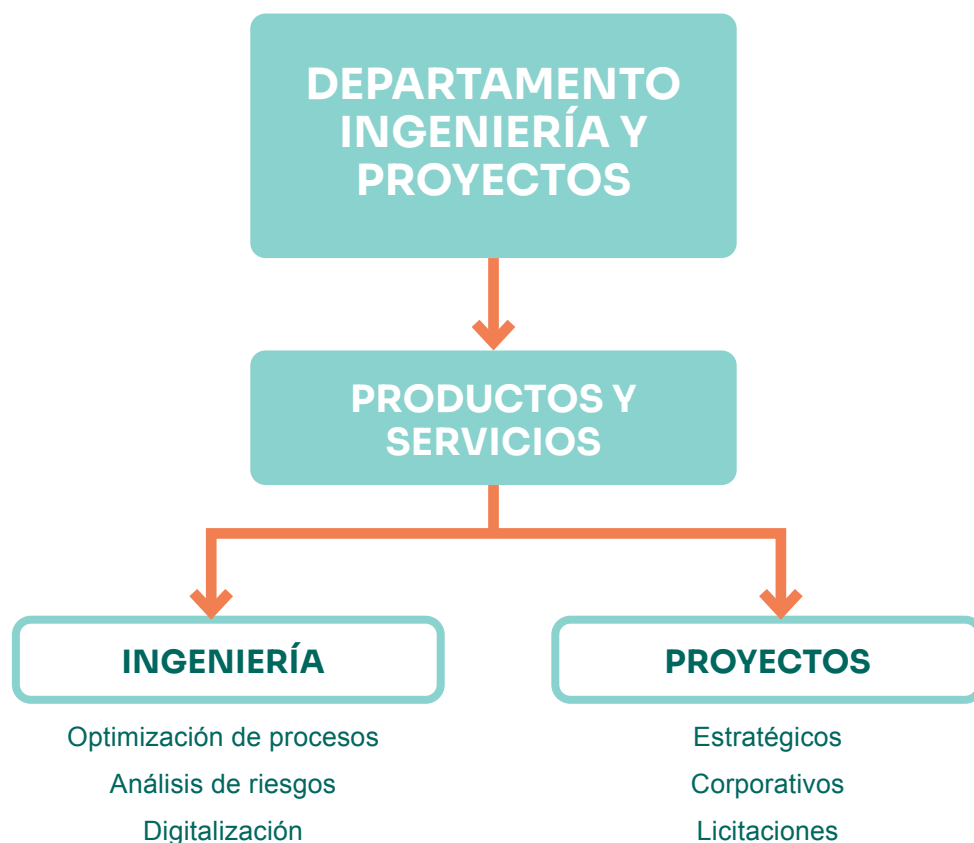 DEPARTAMENTO
INGENIERÍA Y
PROYECTOS
PRODUCTOS Y
SERVICIOS
INGENIERÍA
Optimización de procesos
Análisis de riesgos
Digitalización
PROYECTOS
Estratégicos
Corporativos
Licitaciones